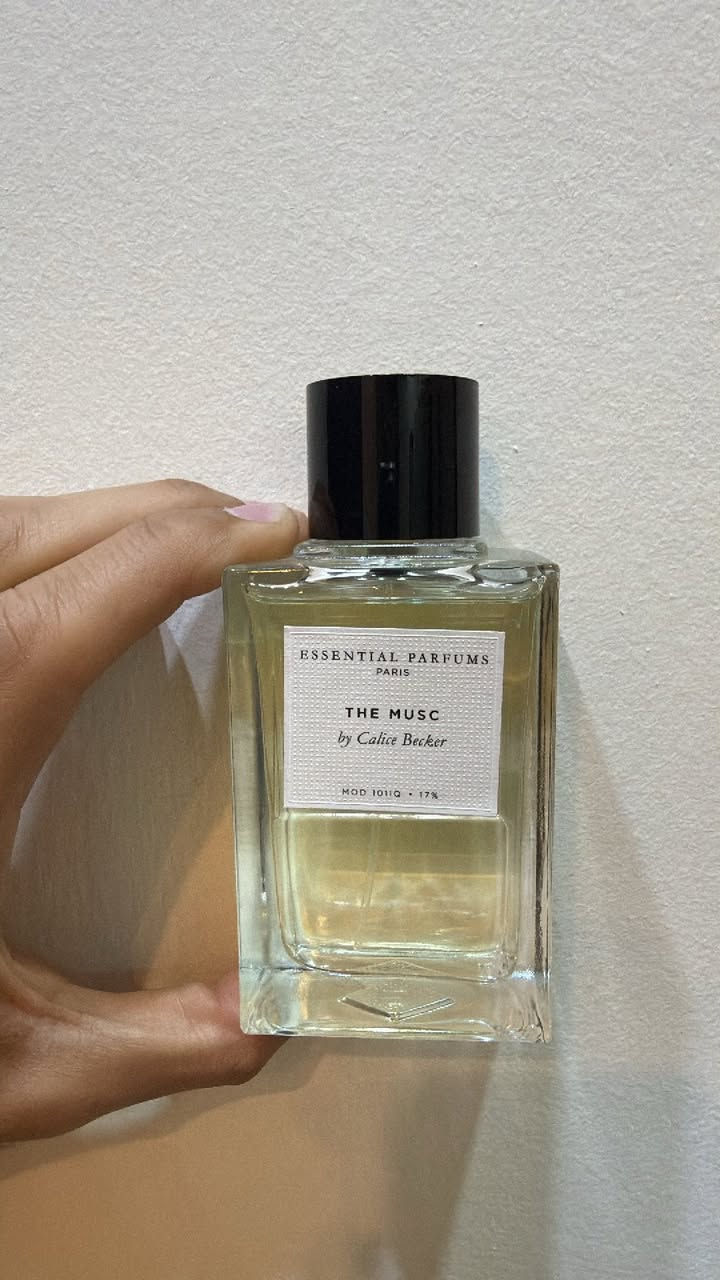 ESSENTIAL PARFUMS
PARIS
THE MUSC
by Calice Becker
MOD 1011Q • 17%